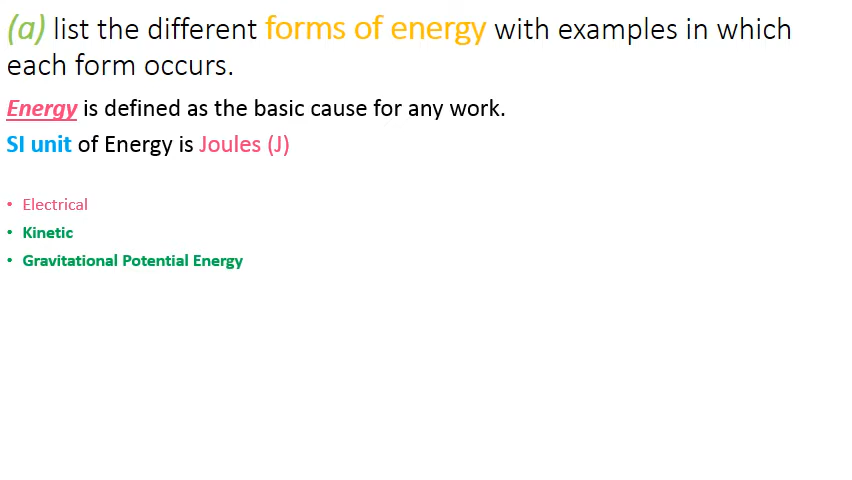 (a) list the different forms of energy with examples in which
each form occurs.
Energy is defined as the basic cause for any work.
SI unit of Energy is Joules (J)
• Electrical
• Kinetic
• Gravitational Potential Energy